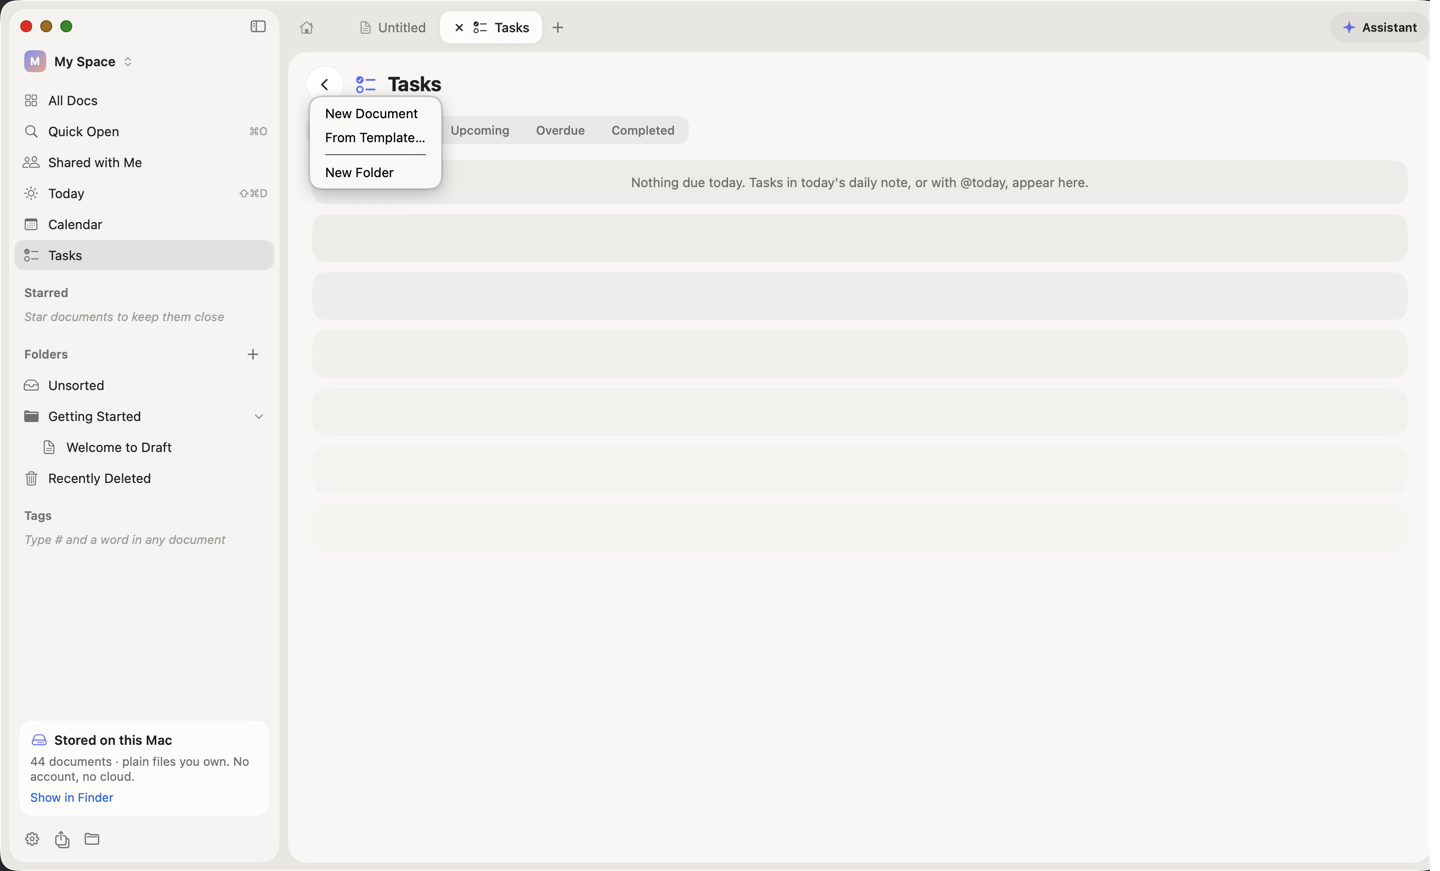 M My Space
All Docs
Quick Open ⌘O
Shared with Me
Today ⇧⌘D
Calendar
Tasks
Starred
Star documents to keep them close
Folders
Unsorted
Getting Started
Welcome to Draft
Recently Deleted
Tags
Type # and a word in any document
Stored on this Mac
44 documents · plain files you own. No
account, no cloud.
Show in Finder
Untitled
Tasks
Assistant
Tasks
New Document
From Template...
New Folder
Upcoming Overdue Completed
Nothing due today. Tasks in today's daily note, or with @today, appear here.